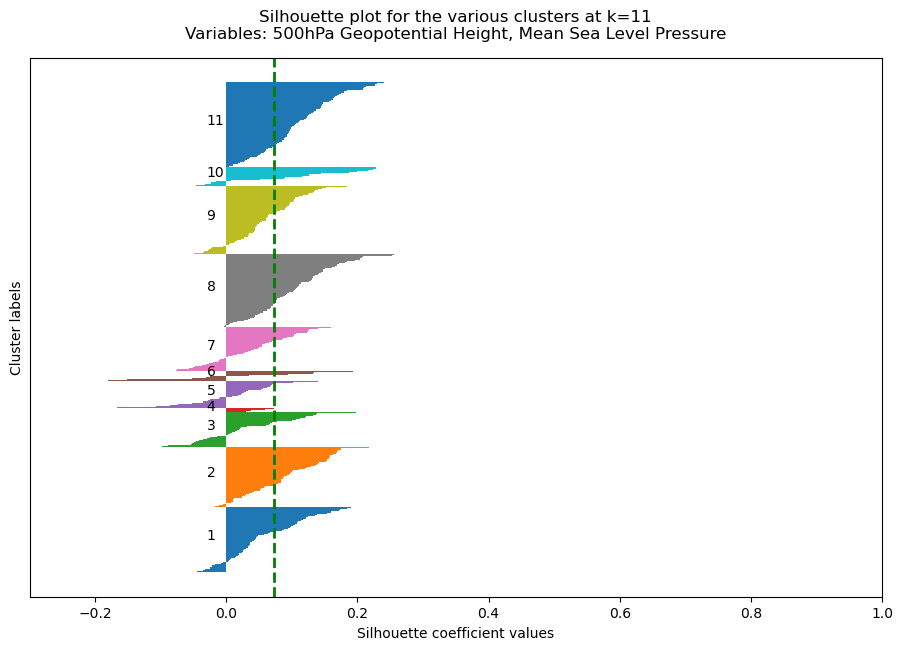 Silhouette plot for the various clusters at k=11
Variables: 500hPa Geopotential Height, Mean Sea Level Pressure
Cluster labels
11
10
9
8
7
6
5
4
3
2
1
−0.2 0.0 0.2 0.4 0.6 0.8 1.0
Silhouette coefficient values